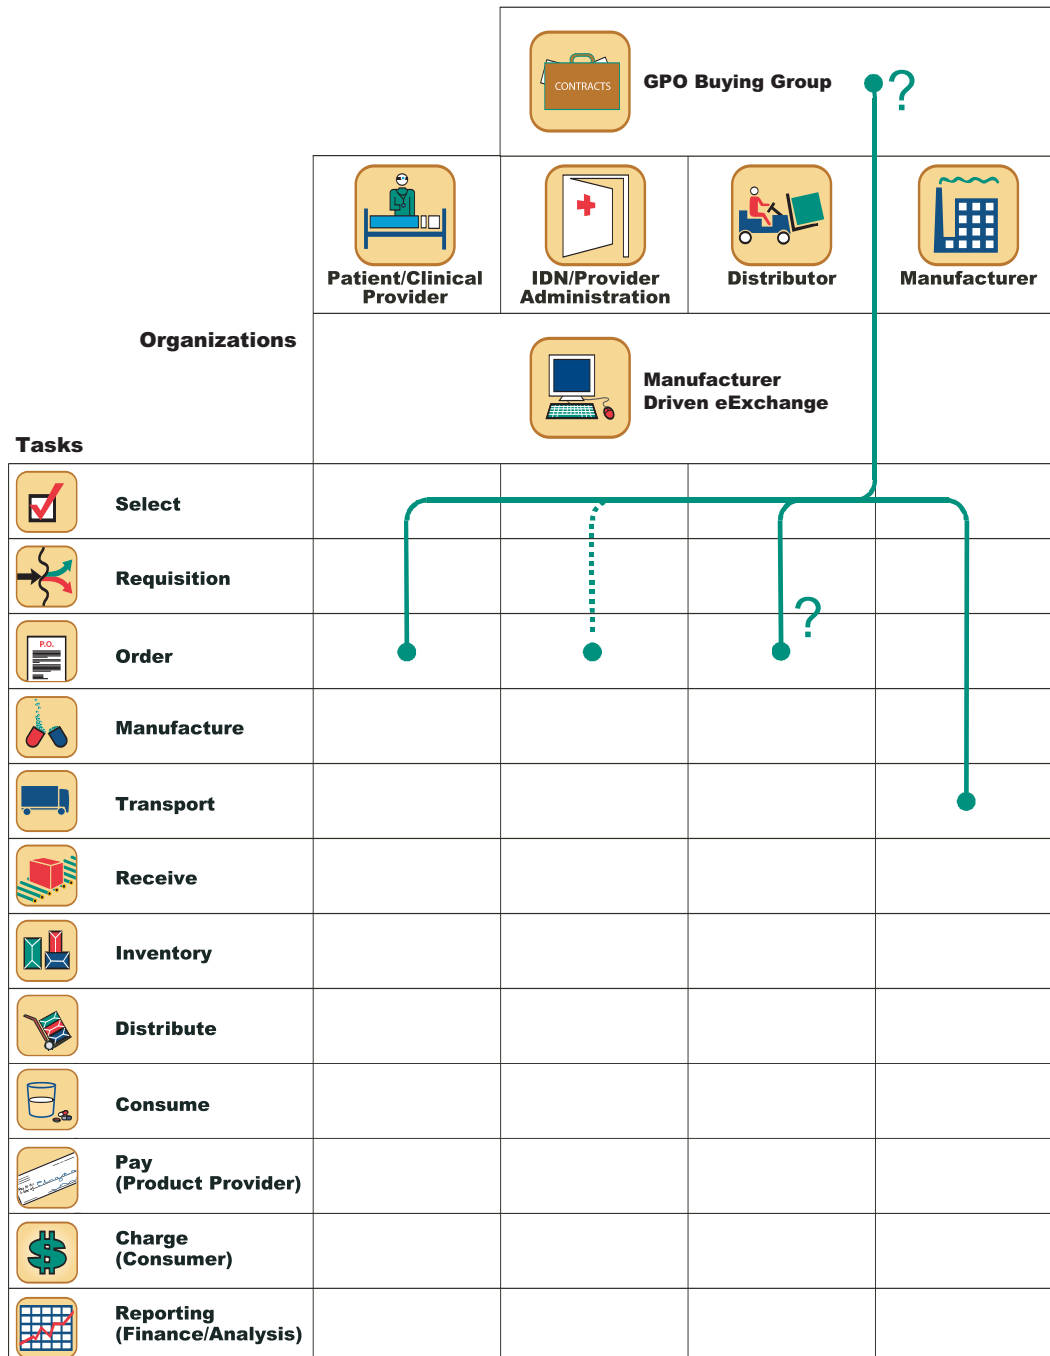 CONTRACTS
GPO Buying Group
?
Patient/Clinical
Provider
IDN/Provider
Administration
Distributor
Manufacturer
Organizations
Manufacturer
Driven eExchange
Tasks
Select
Requisition
?
P.O.
Order
Manufacture
Transport
Receive
Inventory
Distribute
Consume
Pay
(Product Provider)
Charge
(Consumer)
$
Reporting
(Finance/Analysis)